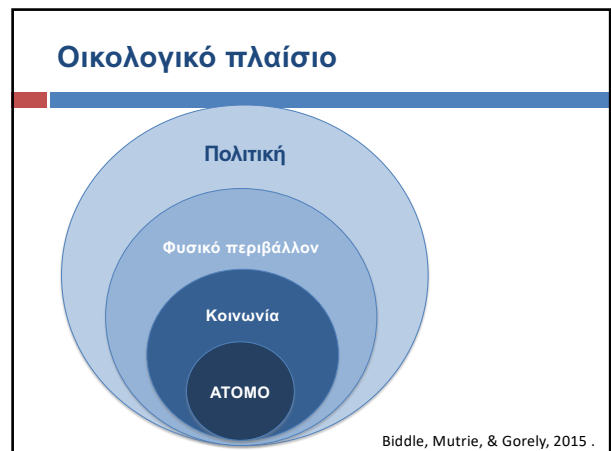 Οικολογικό πλαίσιο
Πολιτική
Φυσικό περιβάλλον
Κοινωνία
ΑΤΟΜΟ
Biddle, Mutrie, & Gorely, 2015 .